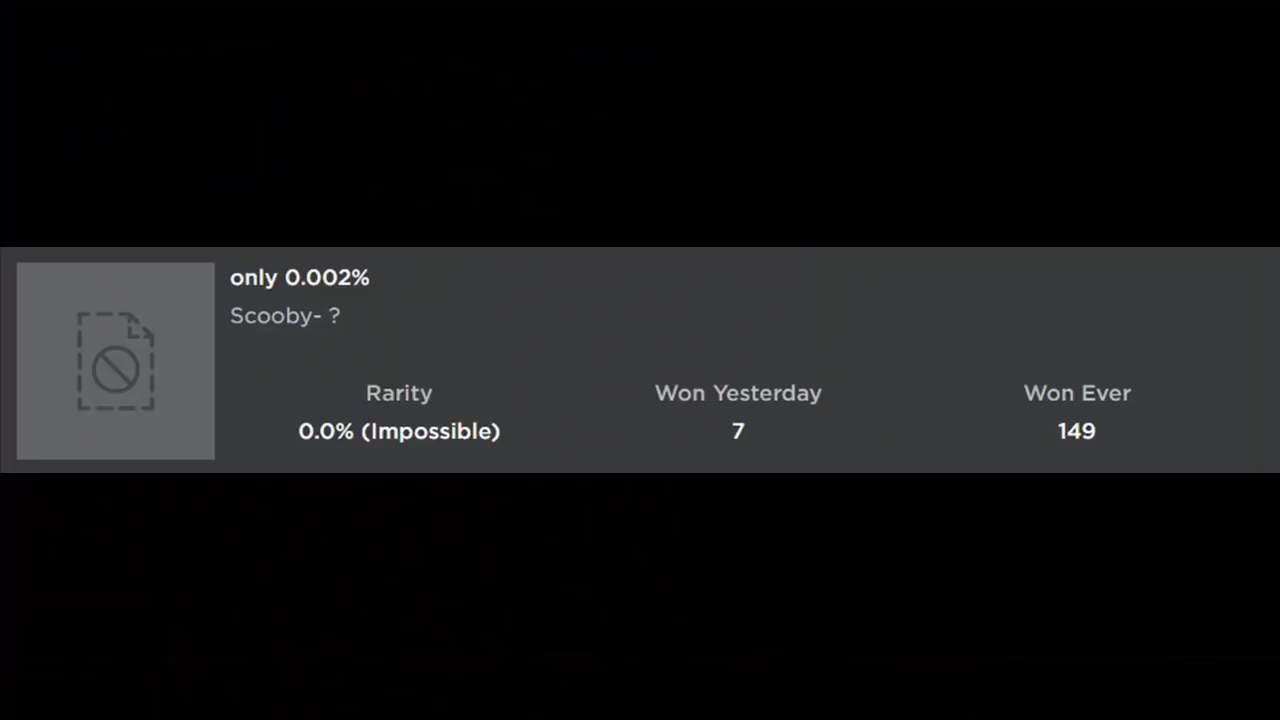 only 0.002%
Scooby- ?
Rarity Won Yesterday Won Ever
0.0% (Impossible) 7 149